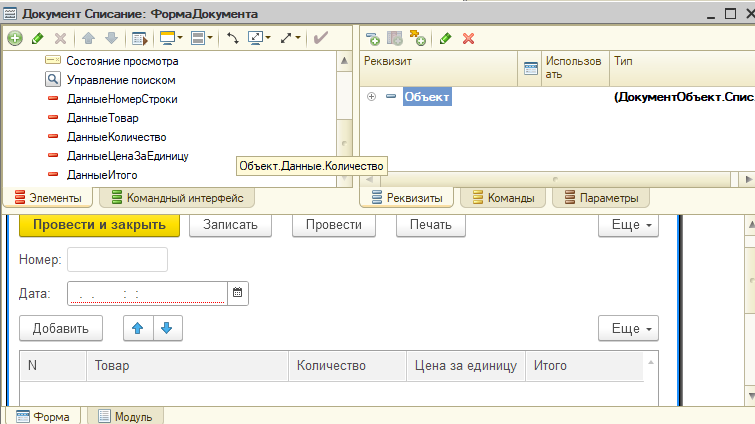 Документ Списание: ФормаДокумента
Состояние просмотра
Управление поиском
ДанныеНомерСтроки
ДанныеТовар
ДанныеКоличество
ДанныеЦенаЗаЕдиницу
ДанныеИтого
Объект.Данные.Количество
Элементы
Командный интерфейс
Реквизит
Использовать
Тип
Объект
(ДокументОбъект.Спис
Реквизиты
Команды
Параметры
Провести и закрыть
Записать
Провести
Печать
Еще
Номер:
Дата:
. . : :
Добавить
Еще
N Товар Количество Цена за единицу Итого
Форма
Модуль